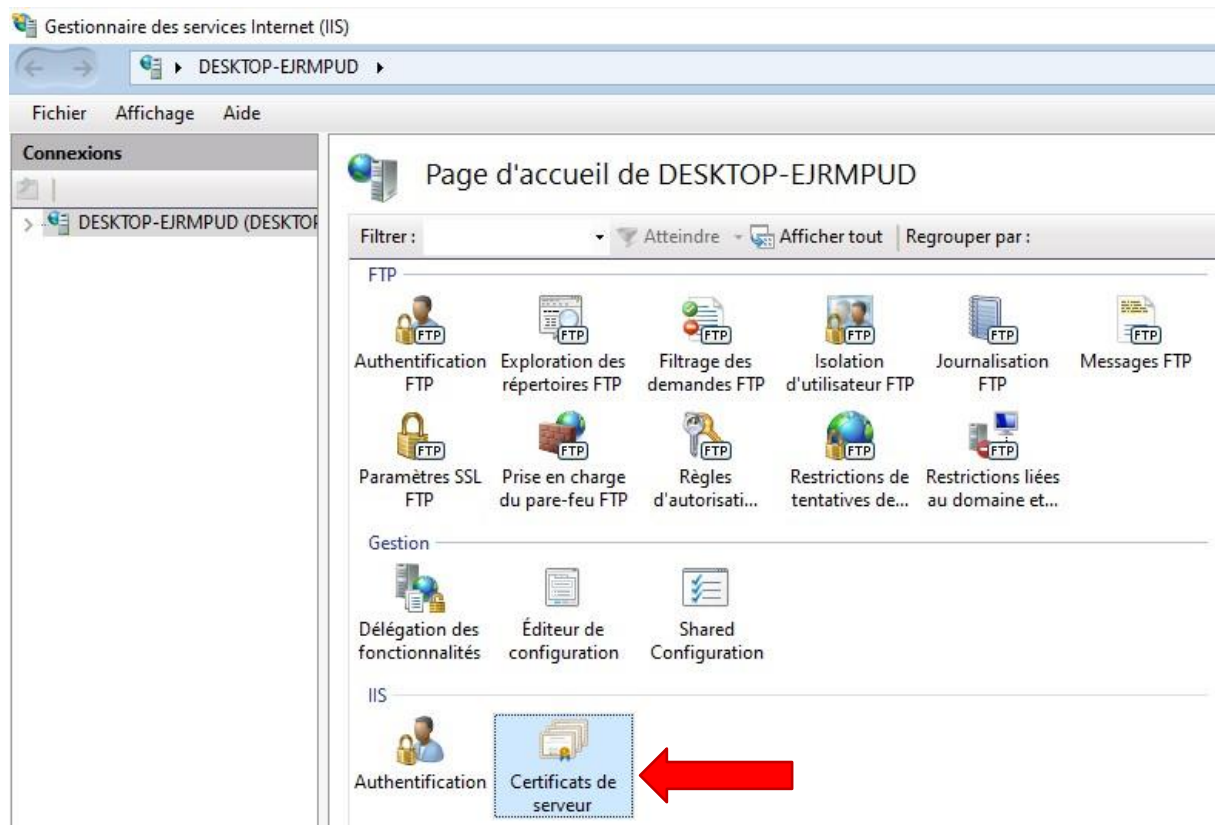 Gestionnaire des services Internet (IIS)
DESKTOP-EJRMPUD
Fichier Affichage Aide
Connexions
DESKTOP-EJRMPUD (DESKTOP
Page d'accueil de DESKTOP-EJRMPUD
Filtrer : Atteindre Afficher tout Regrouper par :
FTP
FTP FTP FTP FTP FTP FTP
Authentification Exploration des Filtrage des Isolation Journalisation Messages FTP
FTP répertoires FTP demandes FTP d'utilisateur FTP FTP
FTP FTP FTP FTP FTP
Paramètres SSL Prise en charge Règles Restrictions de Restrictions liées
FTP du pare-feu FTP d'autorisati... tentatives de... au domaine et...
Gestion
Délégation des Éditeur de Shared
fonctionnalités configuration Configuration
IIS
Authentification Certificats de
serveur